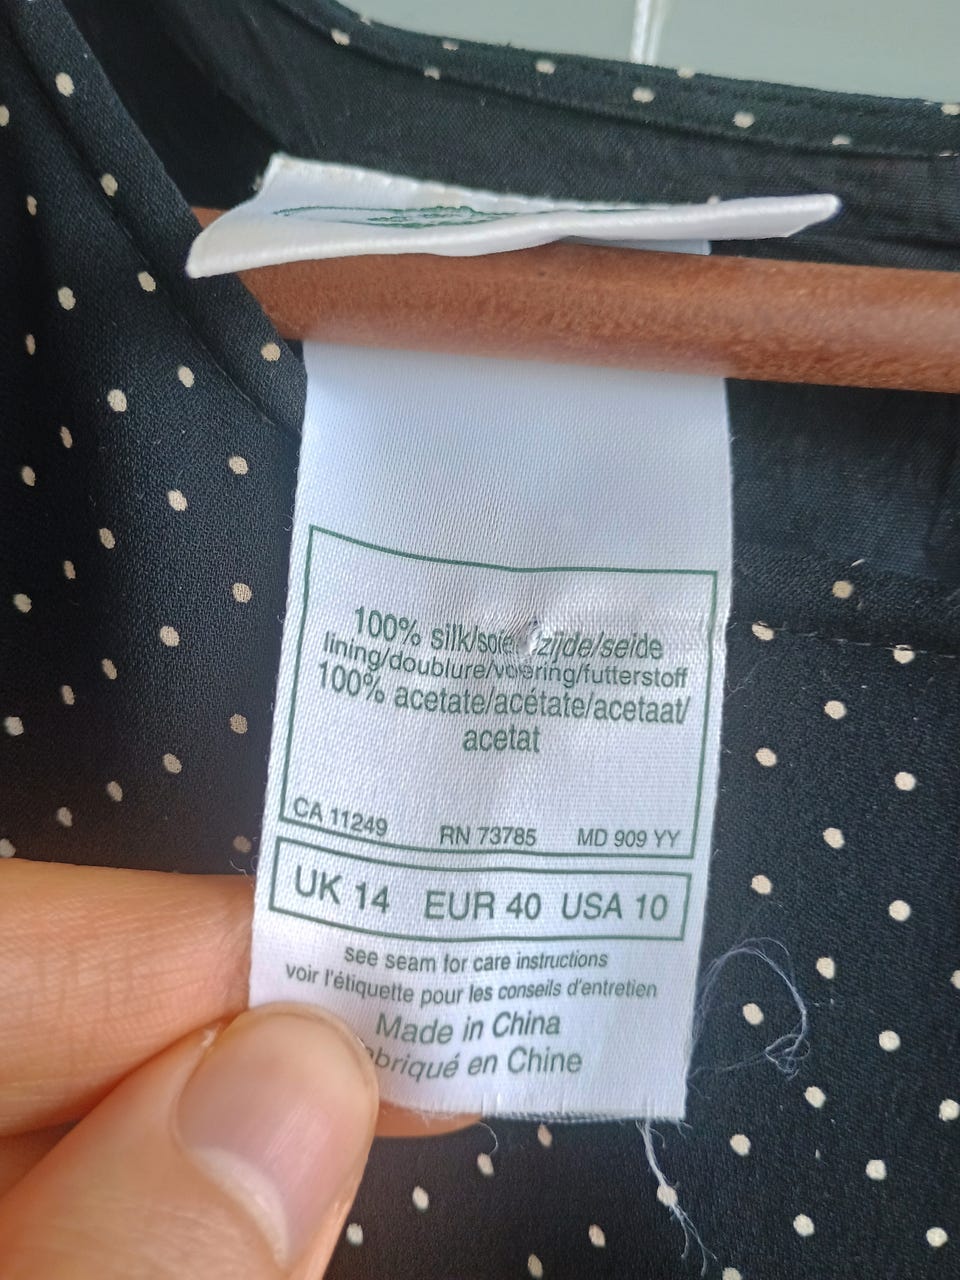 100% silk/soie/zijde/seide
lining/doublure/voering/futterstoff
100% acetate/acétate/acetaat/
acetat
CA 11249 RN 73785 MD 909 YY
UK 14 EUR 40 USA 10
see seam for care instructions
voir l'étiquette pour les conseils d'entretien
Made in China
abriqué en Chine